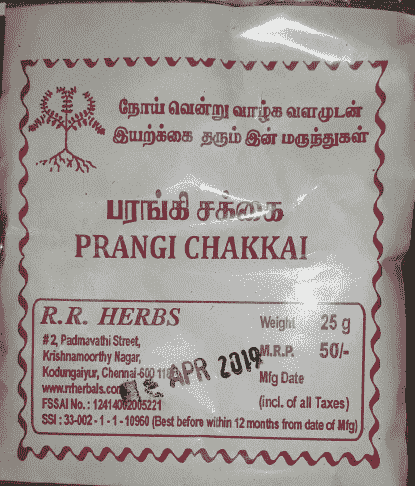 நோய் வென்று வாழ்க வளமுடன்
இயற்கை தரும் இன் மருந்துகள்
பரங்கி சக்கை
PRANGI CHAKKAI
R.R. HERBS
# 2, Padmavathi Street,
Krishnamoorthy Nagar,
Kodungaiyur, Chennai-600
www.rrherbals.com
FSSAI No. : 12414002005221
SSI : 33-002 - 1 - 1 - 10960 (Best before within 12 months from date of Mfg)
Weight 25 g
M.R.P. 50/-
Mfg Date
(incl. of all Taxes)
APR 2019